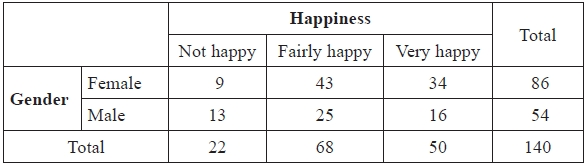 Happiness
Total
Not happy Fairly happy Very happy
Gender
Female 9 43 34 86
Male 13 25 16 54
Total 22 68 50 140